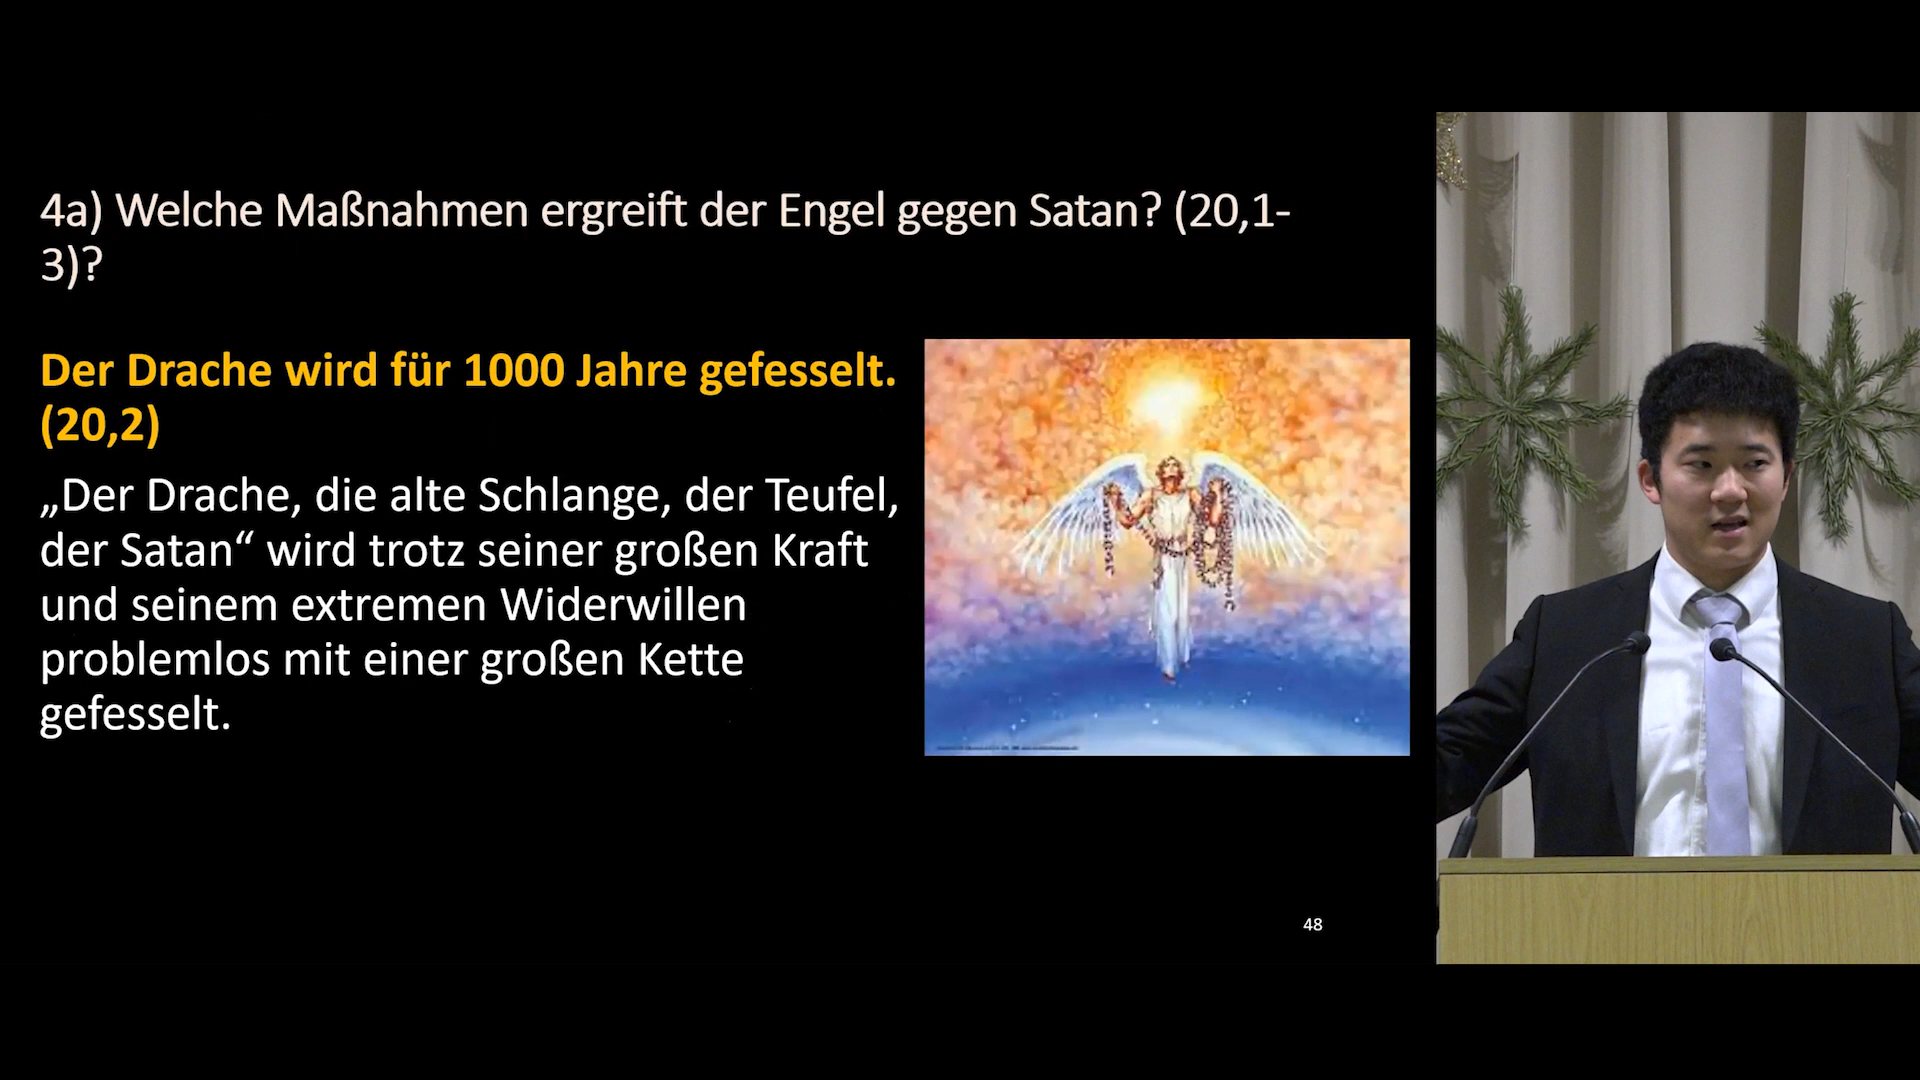 4a) Welche Maßnahmen ergreift der Engel gegen Satan? (20,1-
3)?
Der Drache wird für 1000 Jahre gefesselt.
(20,2)
„Der Drache, die alte Schlange, der Teufel,
der Satan“ wird trotz seiner großen Kraft
und seinem extremen Widerwillen
problemlos mit einer großen Kette
gefesselt.
48